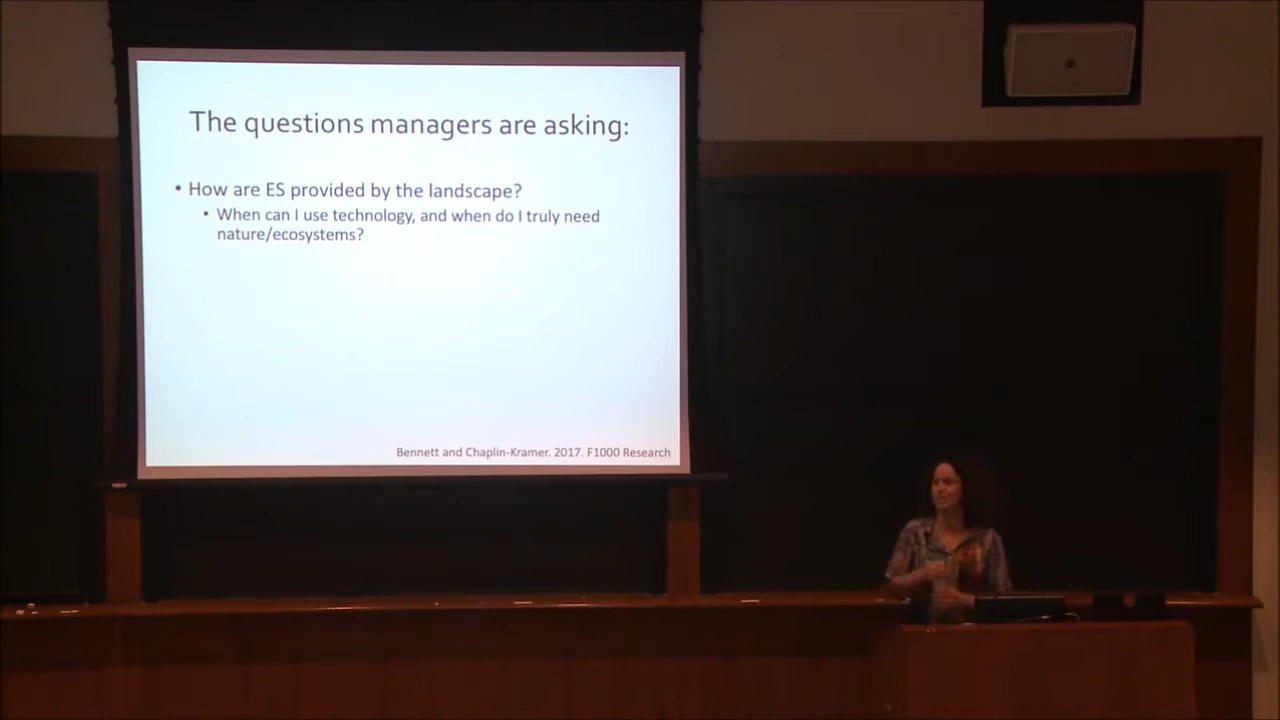 The questions managers are asking:
• How are ES provided by the landscape?
• When can I use technology, and when do I truly need
nature/ecosystems?
Bennett and Chaplin-Kramer. 2017. F1000 Research